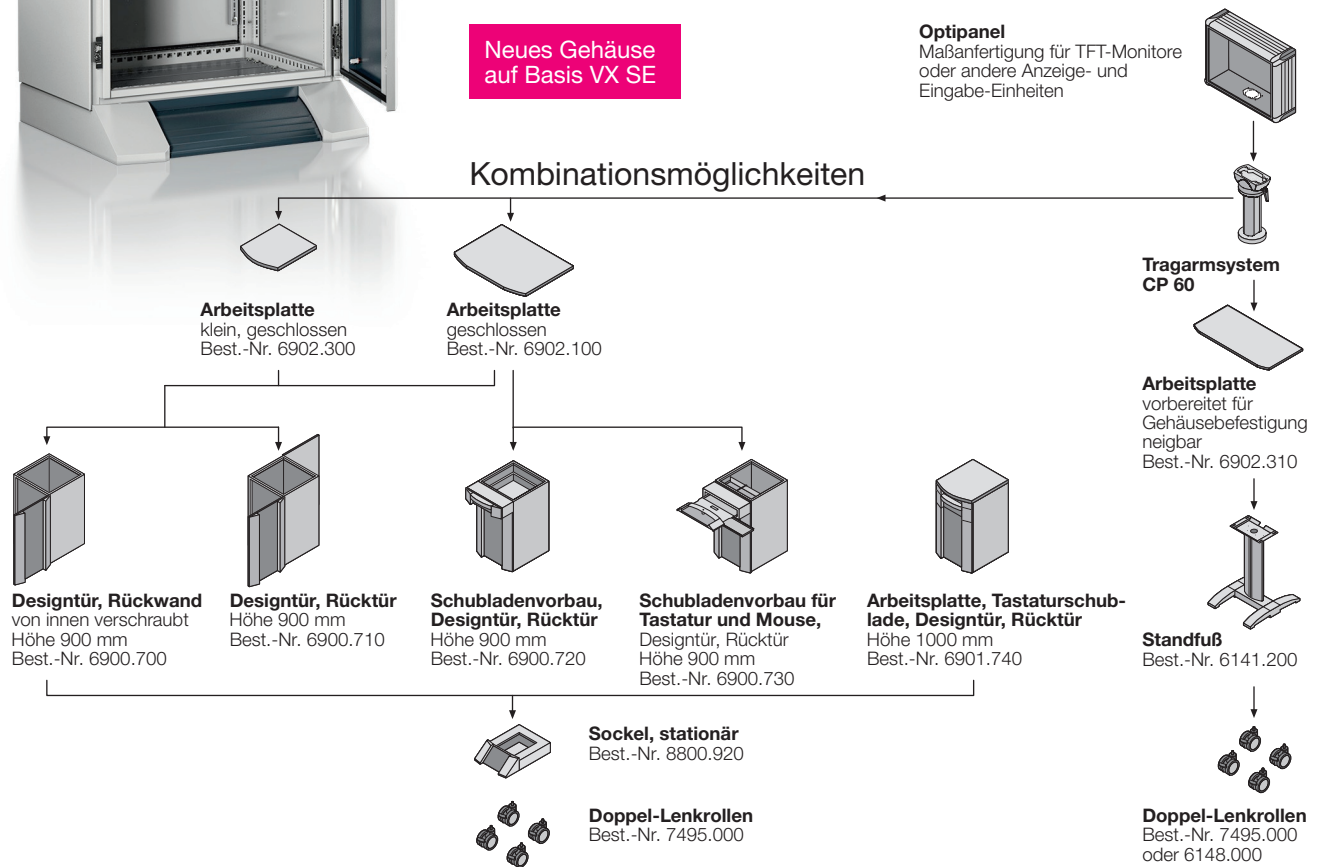 Neues Gehäuse
auf Basis VX SE
Optipanel
Maßanfertigung für TFT-Monitore
oder andere Anzeige- und
Eingabe-Einheiten
Kombinationsmöglichkeiten
Tragarmsystem
CP 60
Arbeitsplatte
klein, geschlossen
Best.-Nr. 6902.300
Arbeitsplatte
geschlossen
Best.-Nr. 6902.100
Arbeitsplatte
vorbereitet für
Gehäusebefestigung
neigbar
Best.-Nr. 6902.310
Designtür, Rückwand
von innen verschraubt
Höhe 900 mm
Best.-Nr. 6900.700
Designtür, Rücktür
Höhe 900 mm
Best.-Nr. 6900.710
Schubladenvorbau,
Designtür, Rücktür
Höhe 900 mm
Best.-Nr. 6900.720
Schubladenvorbau für
Tastatur und Mouse,
Designtür, Rücktür
Höhe 900 mm
Best.-Nr. 6900.730
Arbeitsplatte, Tastaturschub-
lade, Designtür, Rücktür
Höhe 1000 mm
Best.-Nr. 6901.740
Standfuß
Best.-Nr. 6141.200
Sockel, stationär
Best.-Nr. 8800.920
Doppel-Lenkrollen
Best.-Nr. 7495.000
Doppel-Lenkrollen
Best.-Nr. 7495.000
oder 6148.000